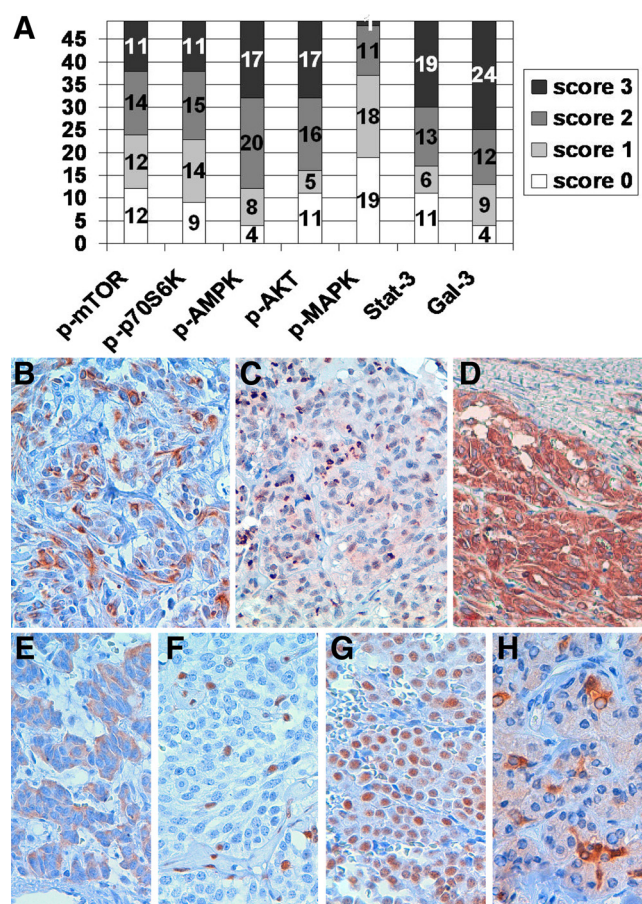 A
45
40
35
30
25
20
15
10
5
0
11 11 17 17 1 19 24
14 15 20 16 11 13 12
12 14 8 5 18 6 9
12 9 4 11 19 11 4
score 3
score 2
score 1
score 0
p-mTOR
p-p70S6K
p-AMPK
p-AKT
p-MAPK
Stat-3
Gal-3
B C D
E F G H